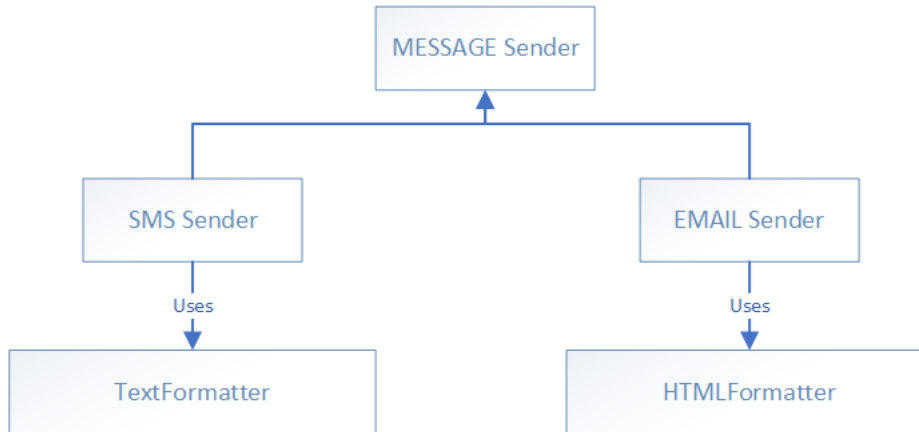 MESSAGE Sender
SMS Sender
EMAIL Sender
Uses
Uses
TextFormatter
HTMLFormatter